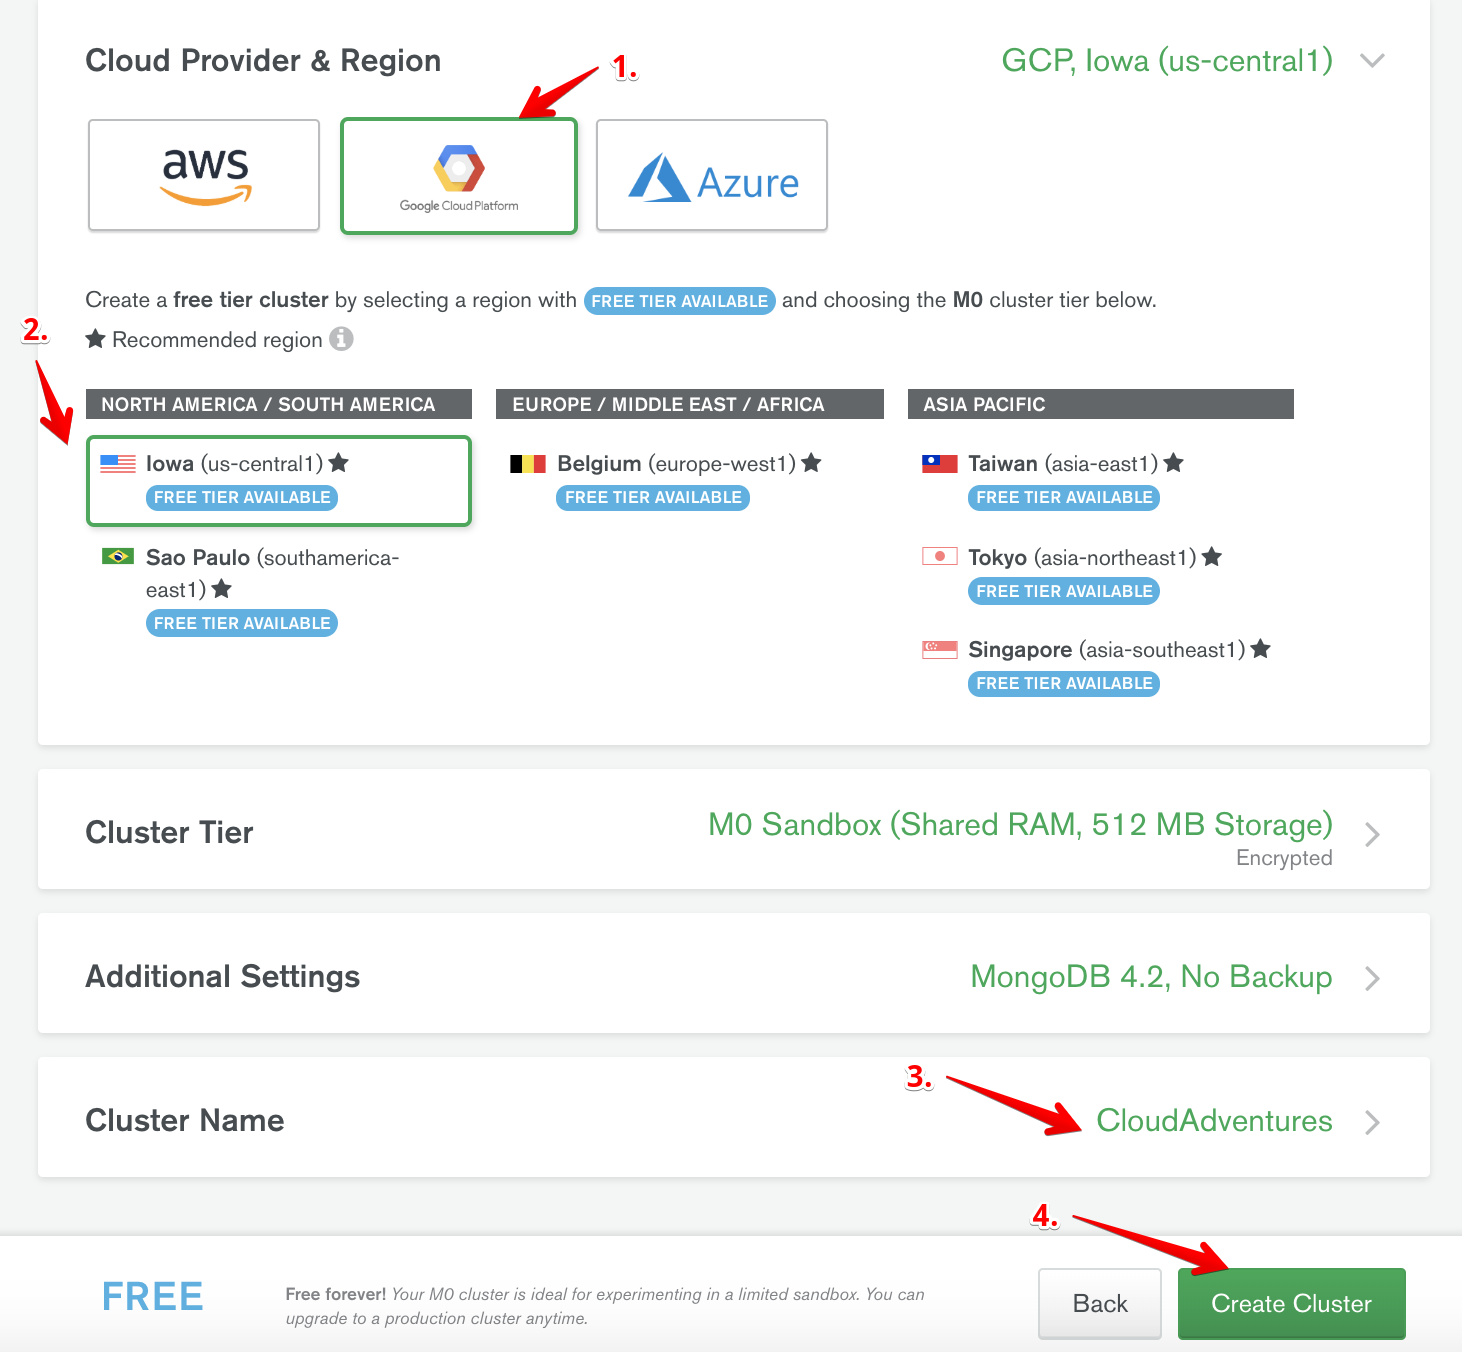 Cloud Provider & Region
GCP, Iowa (us-central1)
1.
aws
Google Cloud Platform
Azure
Create a free tier cluster by selecting a region with FREE TIER AVAILABLE and choosing the M0 cluster tier below.
2.
★ Recommended region i
NORTH AMERICA / SOUTH AMERICA
Iowa (us-central1) ★
FREE TIER AVAILABLE
Sao Paulo (southamerica-
east1) ★
FREE TIER AVAILABLE
EUROPE / MIDDLE EAST / AFRICA
Belgium (europe-west1) ★
FREE TIER AVAILABLE
ASIA PACIFIC
Taiwan (asia-east1) ★
FREE TIER AVAILABLE
Tokyo (asia-northeast1) ★
FREE TIER AVAILABLE
Singapore (asia-southeast1) ★
FREE TIER AVAILABLE
Cluster Tier
M0 Sandbox (Shared RAM, 512 MB Storage)
Encrypted
Additional Settings
MongoDB 4.2, No Backup
Cluster Name
3.
CloudAdventures
4.
FREE
Free forever! Your M0 cluster is ideal for experimenting in a limited sandbox. You can
upgrade to a production cluster anytime.
Back
Create Cluster